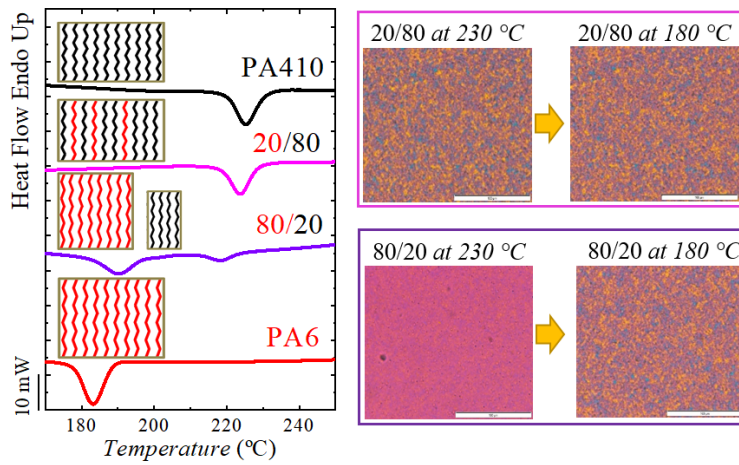 Heat Flow Endo Up
10 mW
PA410
20/80
80/20
PA6
180
200
220
240
Temperature (ºC)
20/80 at 230 °C
20/80 at 180 °C
80/20 at 230 °C
80/20 at 180 °C